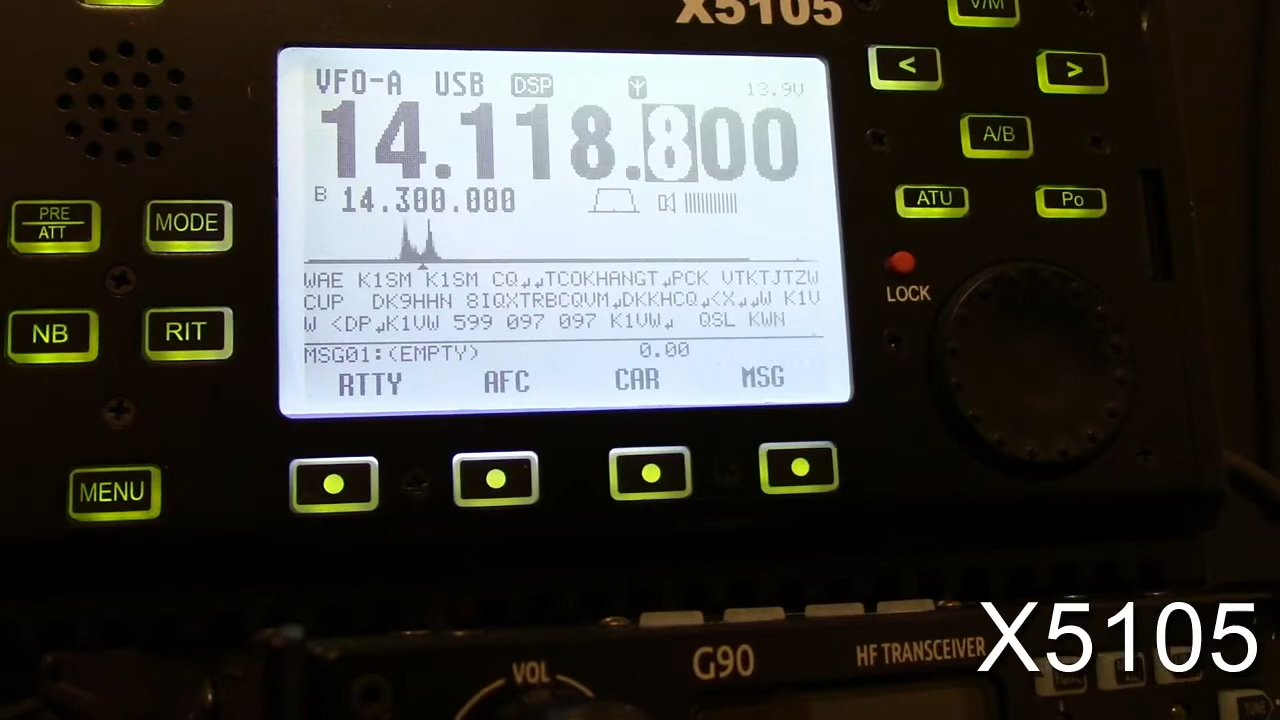 X5105
V/M
VFO-A USB DSP 13.9V
< >
14.118.800
A/B
B 14.300.000
ATU Po
PRE
ATT
MODE
WAE K1SM K1SM CQ↲↲TCOKHANGT↲PCK VTKTJTZW
CUP DK9HHN 8IQXTRBCQVM↲DKKHCQ↲<X↲↲W K1V
W <DP↲K1VW 599 097 097 K1VW↲ QSL KWN
LOCK
NB RIT
MSG01:(EMPTY) 0.00
RTTY AFC CAR MSG
MENU
VOL G90 HF TRANSCEIVER
X5105
TUNE